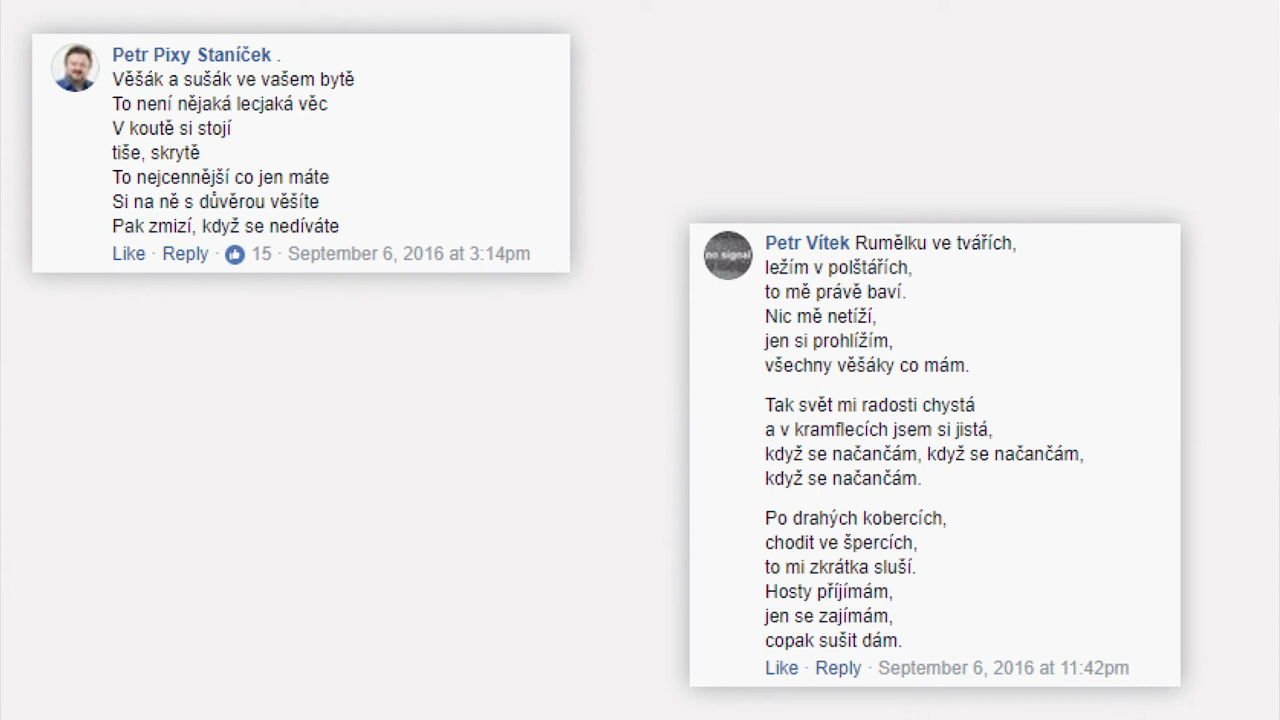 Petr Pixy Staníček .
Věšák a sušák ve vašem bytě
To není nějaká lecjaká věc
V koutě si stojí
tiše, skrytě
To nejcennější co jen máte
Si na ně s důvěrou věšíte
Pak zmizí, když se nedíváte
Like · Reply · 15 · September 6, 2016 at 3:14pm
no signal
Petr Vítek Rumělku ve tvářích,
ležím v polštářích,
to mě právě baví.
Nic mě netíží,
jen si prohlížím,
všechny věšáky co mám.
Tak svět mi radosti chystá
a v kramflecích jsem si jistá,
když se načančám, když se načančám,
když se načančám.
Po drahých kobercích,
chodit ve špercích,
to mi zkrátka sluší.
Hosty příjímám,
jen se zajímám,
copak sušit dám.
Like · Reply · September 6, 2016 at 11:42pm